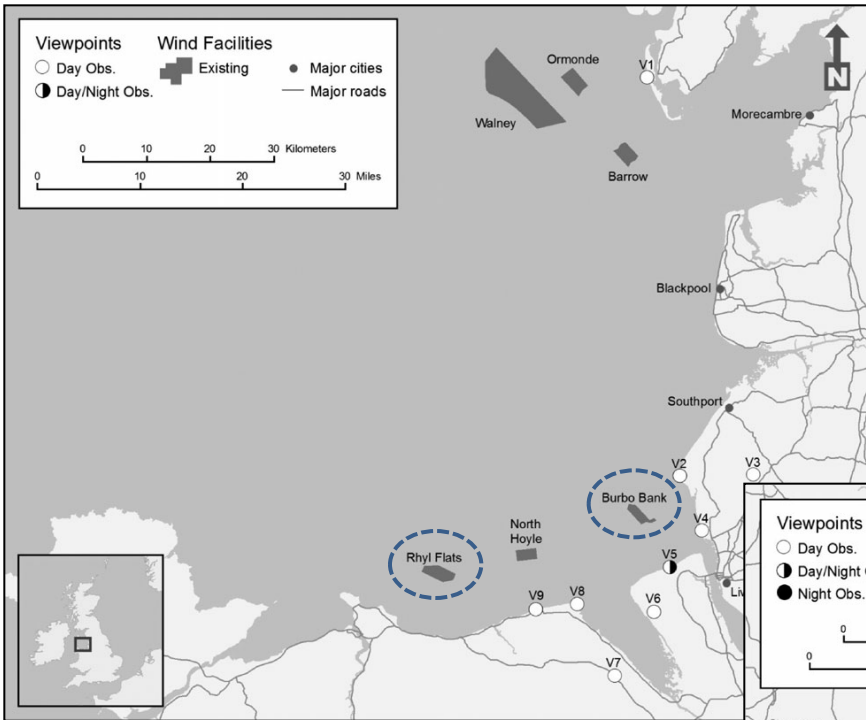 Viewpoints
Wind Facilities
Day Obs.
Existing
Major cities
Day/Night Obs.
Major roads
0 10 20 30 Kilometers
0 10 20 30 Miles
N
V1
Ormonde
Walney
Barrow
Morecambre
Blackpool
Southport
V2
V3
Burbo Bank
V4
North
Hoyle
V5
Rhyl Flats
V6
V9
V8
V7
Viewpoints
Day Obs.
Day/Night
Night Obs.
0
0